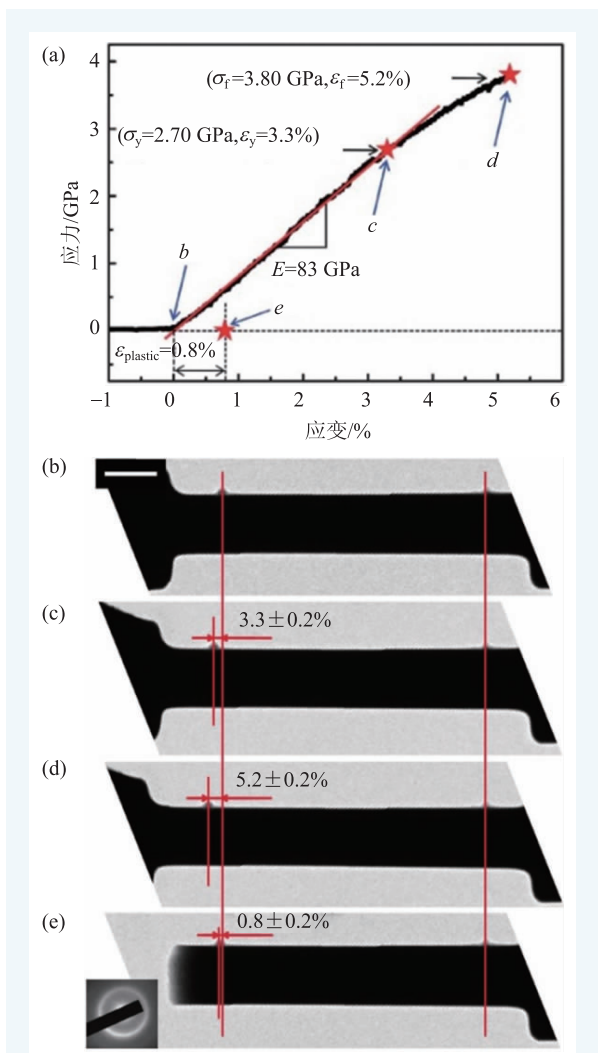 (a)
4
3
2
1
0
应力/GPa
(σf=3.80 GPa,εf=5.2%)
(σy=2.70 GPa,εy=3.3%)
d
c
b
E=83 GPa
e
εplastic=0.8%
−1 0 1 2 3 4 5 6
应变/%
(b)
(c)
3.3±0.2%
(d)
5.2±0.2%
(e)
0.8±0.2%